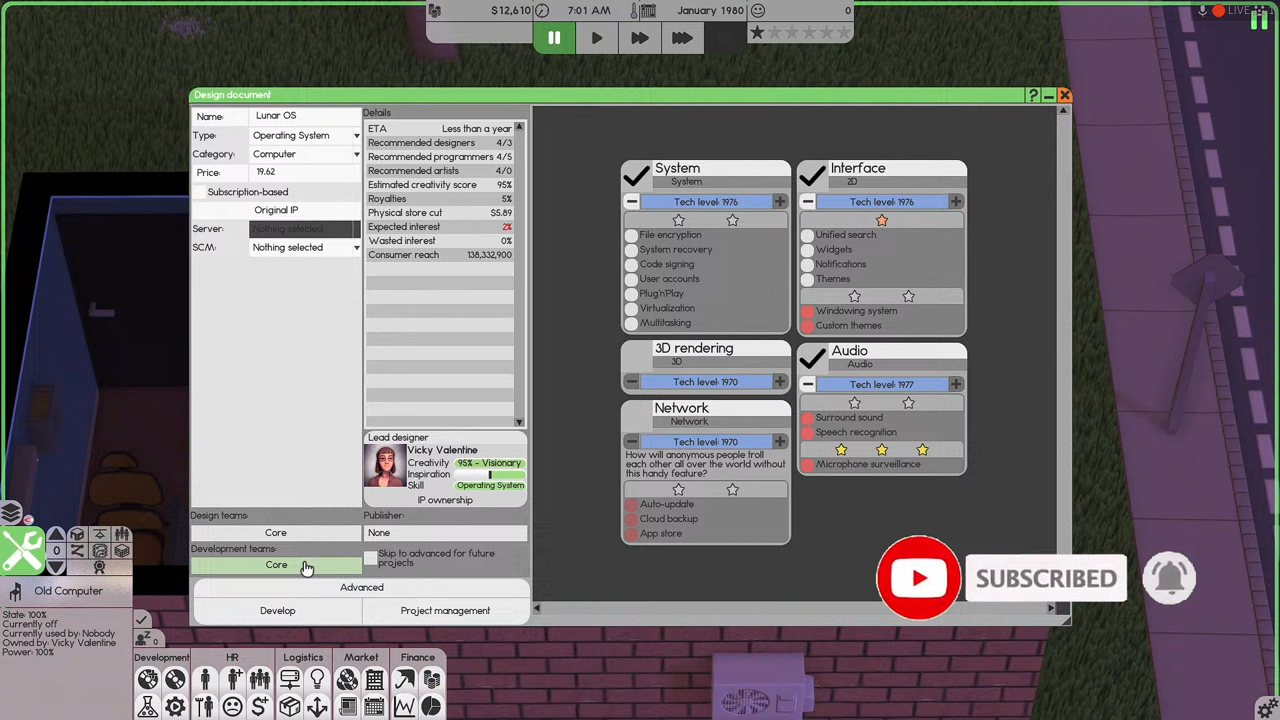 $12,610
7:01 AM
January 1980
0
LIVE
Design document
?
Name: Lunar OS
Type: Operating System
Category: Computer
Price: 19.62
Subscription-based
Original IP
Server: Nothing selected
SCM: Nothing selected
Details
ETA Less than a year
Recommended designers 4/3
Recommended programmers 4/5
Recommended artists 4/0
Estimated creativity score 95%
Royalties 5%
Physical store cut $5.89
Expected interest 2%
Wasted interest 0%
Consumer reach 138,332,900
Lead designer
Vicky Valentine
Creativity 95% - Visionary
Inspiration
Skill Operating System
IP ownership
Design teams:
Core
Development teams:
Core
Publisher:
None
Skip to advanced for future
projects
Advanced
Develop
Project management
System
System
Tech level: 1976
File encryption
System recovery
Code signing
User accounts
Plug'n'Play
Virtualization
Multitasking
3D rendering
3D
Tech level: 1970
Network
Network
Tech level: 1970
How will anonymous people troll
each other all over the world without
this handy feature?
Auto-update
Cloud backup
App store
Interface
2D
Tech level: 1976
Unified search
Widgets
Notifications
Themes
Windowing system
Custom themes
Audio
Audio
Tech level: 1977
Surround sound
Speech recognition
Microphone surveillance
SUBSCRIBED
0
Old Computer
State: 100%
Currently off
Currently used by: Nobody
Owned by: Vicky Valentine
Power: 100%
0
Development
HR
Logistics
Market
Finance